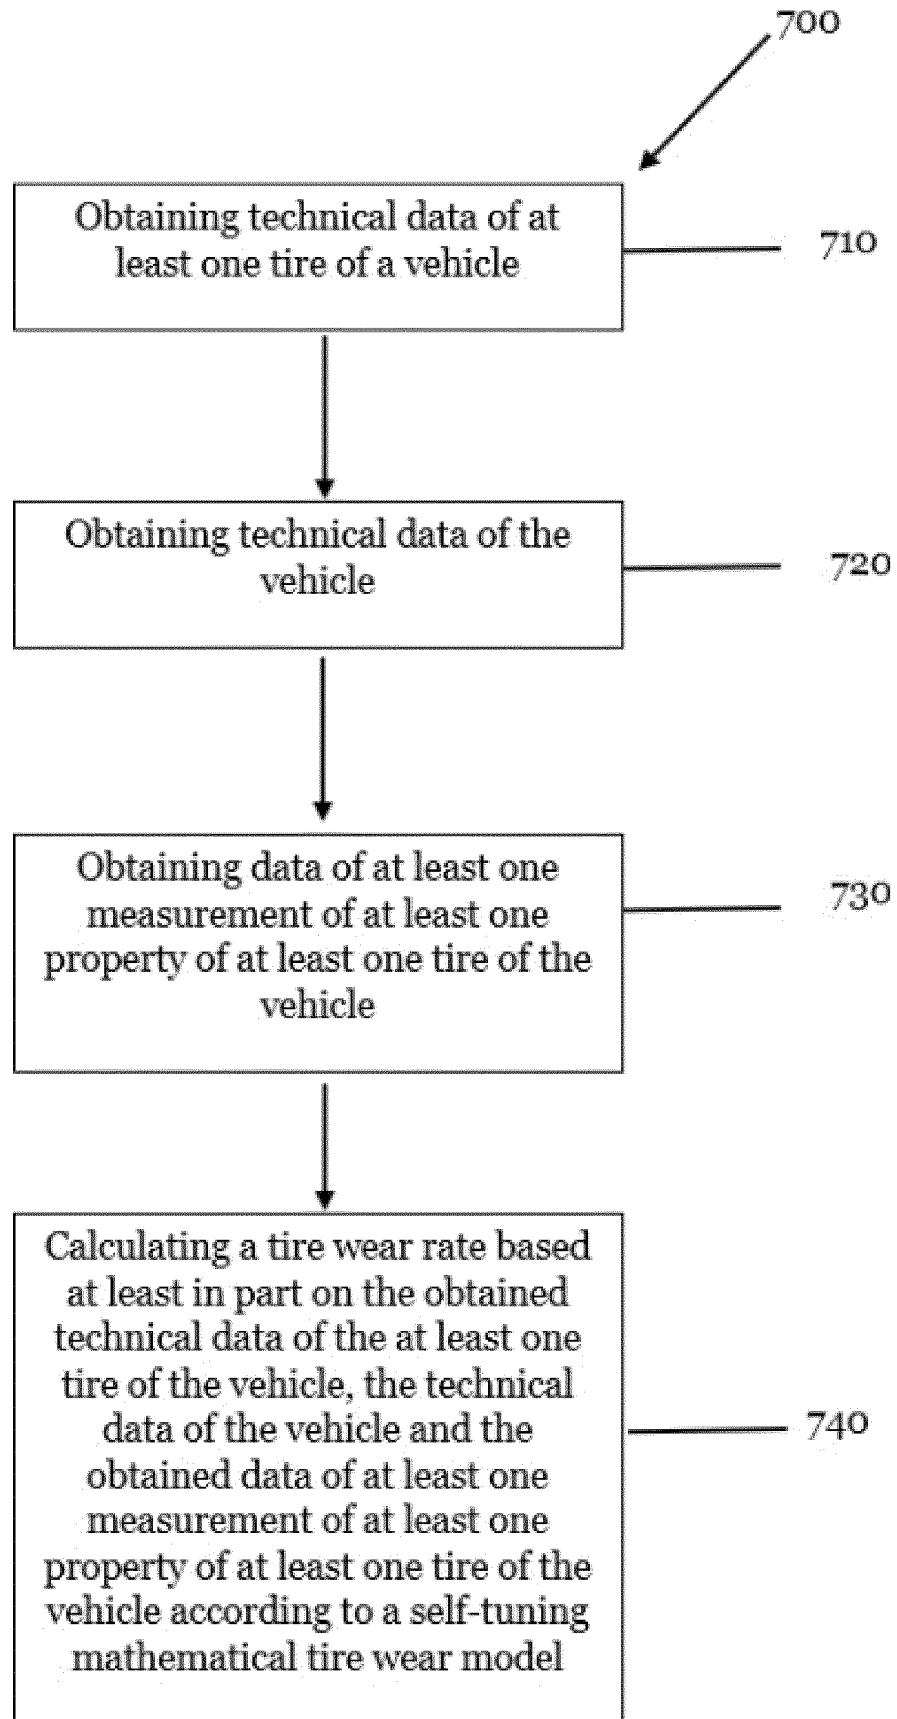 700
Obtaining technical data of at
least one tire of a vehicle
710
Obtaining technical data of the
vehicle
720
Obtaining data of at least one
measurement of at least one
property of at least one tire of the
vehicle
730
Calculating a tire wear rate based
at least in part on the obtained
technical data of the at least one
tire of the vehicle, the technical
data of the vehicle and the
obtained data of at least one
measurement of at least one
property of at least one tire of the
vehicle according to a self-tuning
mathematical tire wear model
740